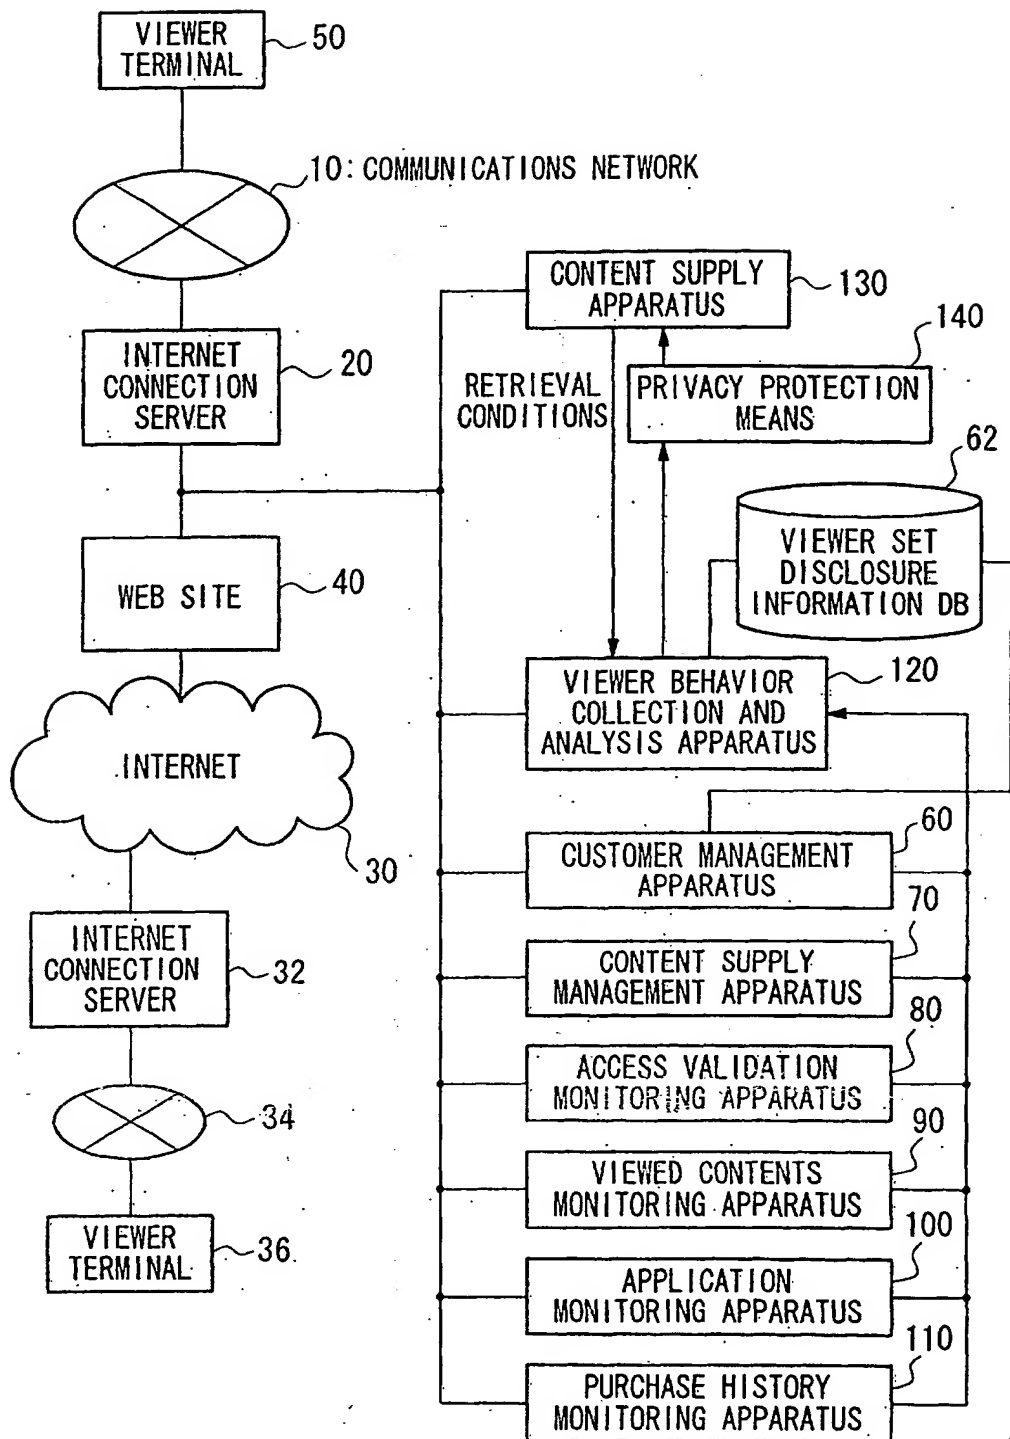 VIEWER
TERMINAL
50
10: COMMUNICATIONS NETWORK
INTERNET
CONNECTION
SERVER
20
WEB SITE
40
INTERNET
30
INTERNET
CONNECTION
SERVER
32
34
VIEWER
TERMINAL
36
CONTENT SUPPLY
APPARATUS
130
RETRIEVAL
CONDITIONS
140
PRIVACY PROTECTION
MEANS
62
VIEWER SET
DISCLOSURE
INFORMATION DB
VIEWER BEHAVIOR
COLLECTION AND
ANALYSIS APPARATUS
120
CUSTOMER MANAGEMENT
APPARATUS
60
CONTENT SUPPLY
MANAGEMENT APPARATUS
70
ACCESS VALIDATION
MONITORING APPARATUS
80
VIEWED CONTENTS
MONITORING APPARATUS
90
APPLICATION
MONITORING APPARATUS
100
PURCHASE HISTORY
MONITORING APPARATUS
110